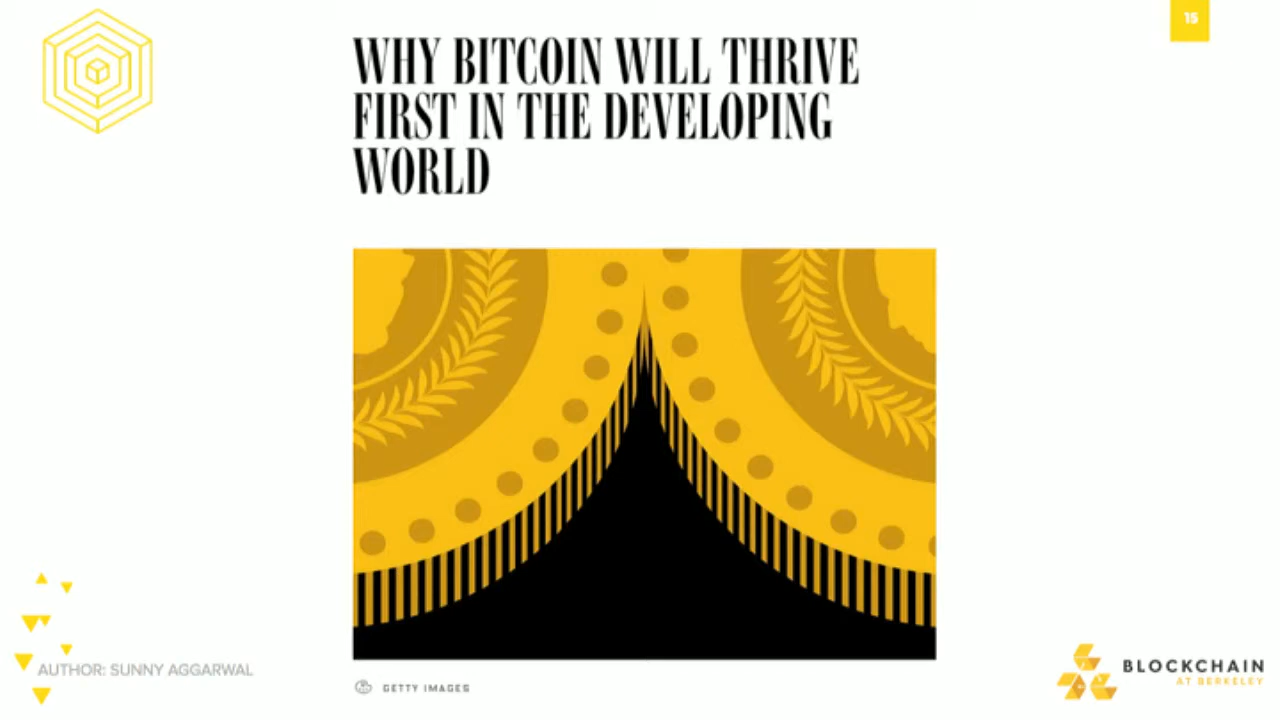 15
WHY BITCOIN WILL THRIVE
FIRST IN THE DEVELOPING
WORLD
GETTY IMAGES
AUTHOR: SUNNY AGGARWAL
BLOCKCHAIN
AT BERKELEY